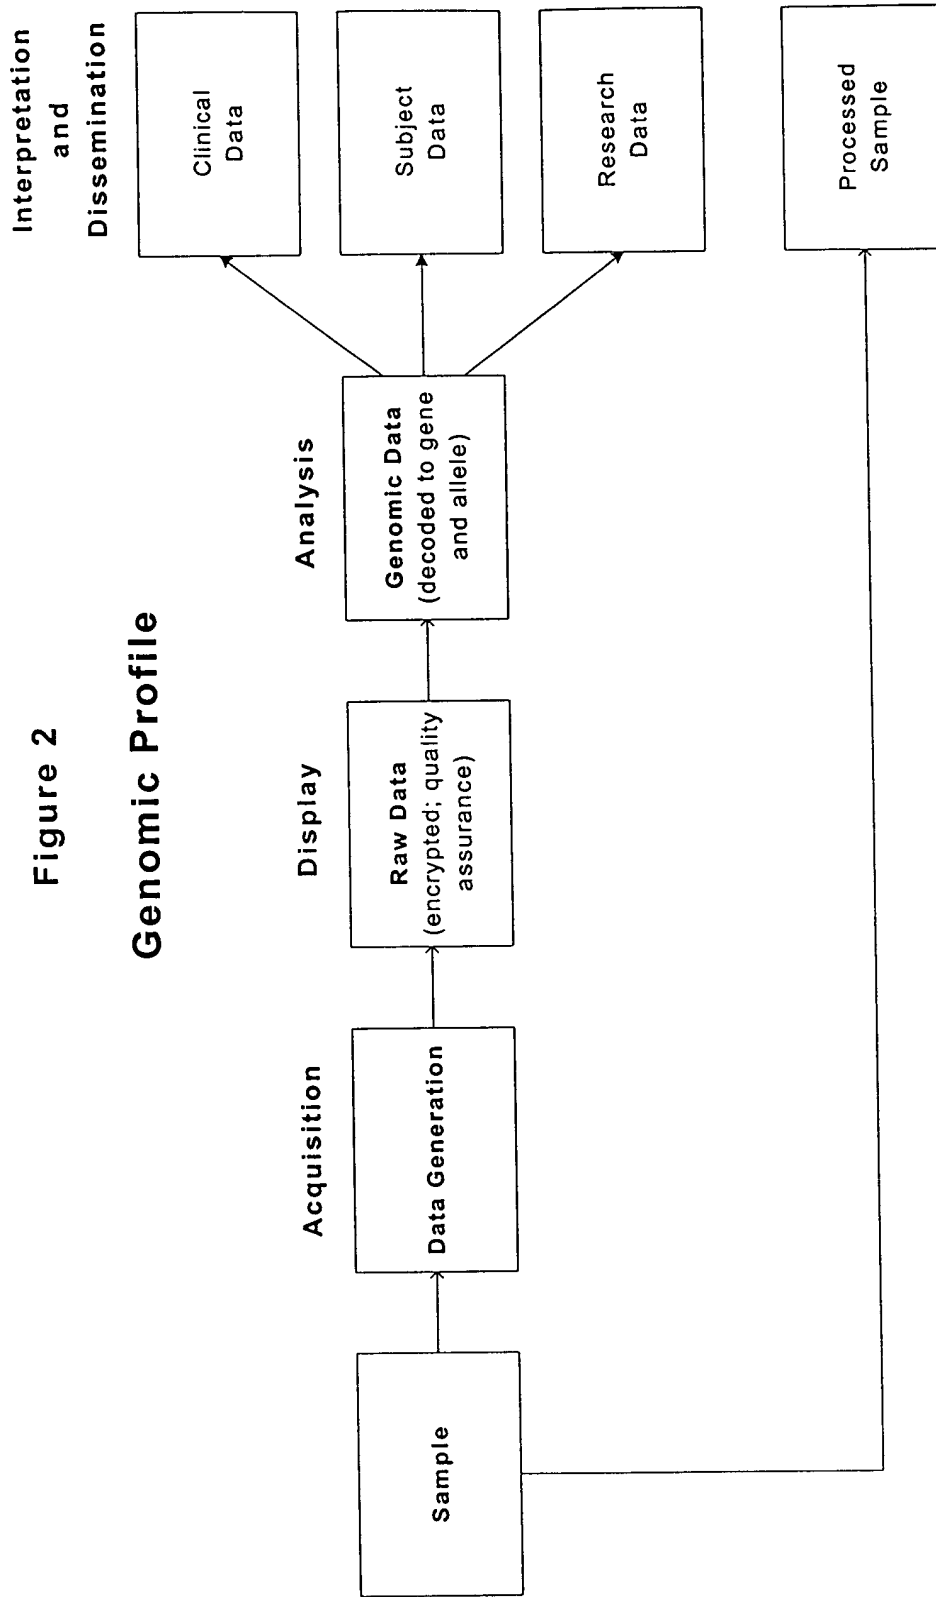 Figure 2
Genomic Profile
Acquisition
Display
Analysis
Interpretation
and
Dissemination
Sample
Data Generation
Raw Data
(encrypted; quality
assurance)
Genomic Data
(decoded to gene
and allele)
Clinical
Data
Subject
Data
Research
Data
Processed
Sample